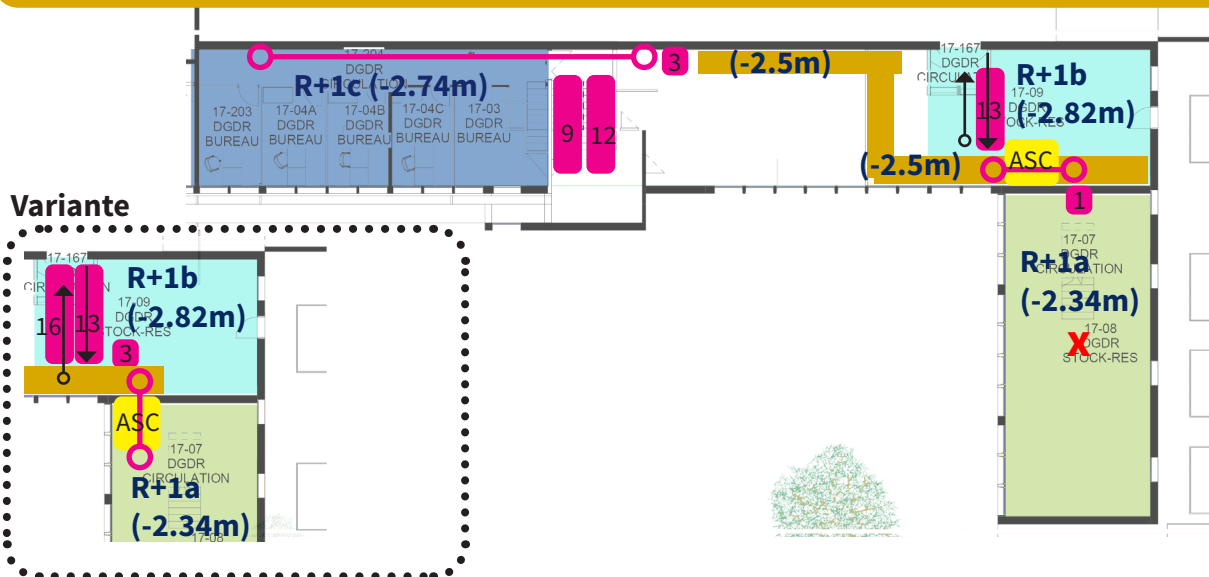 17-204
DGDR
CIRCULATION
R+1c (-2.74m)
17-203
DGDR
BUREAU
17-04A
DGDR
BUREAU
17-04B
DGDR
BUREAU
17-04C
DGDR
BUREAU
17-03
DGDR
BUREAU
3
9
12
(-2.5m)
(-2.5m)
17-167
DGDR
13
R+1b
(-2.82m)
17-09
DGDR
STOCK-RES
ASC
1
17-07
DGDR
CIRCULATION
R+1a
(-2.34m)
17-08
DGDR
STOCK-RES
X
Variante
17-167
16
13
R+1b
(-2.82m)
17-09
DGDR
STOCK-RES
3
ASC
17-07
DGDR
CIRCULATION
R+1a
(-2.34m)
17-08